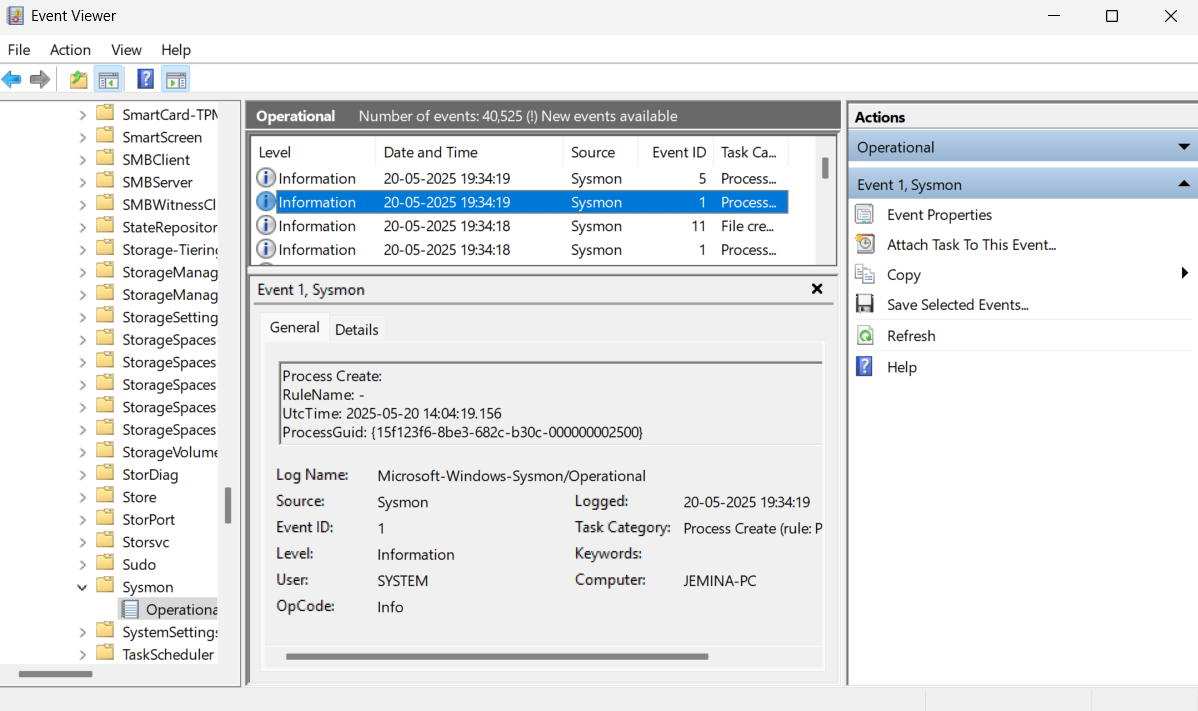 Event Viewer
File Action View Help
SmartCard-TPM
SmartScreen
SMBClient
SMBServer
SMBWitnessCl
StateRepositor
Storage-Tiering
StorageManag
StorageManag
StorageSetting
StorageSpaces
StorageSpaces
StorageSpaces
StorageSpaces
StorageSpaces
StorageVolume
StorDiag
Store
StorPort
Storsvc
Sudo
Sysmon
Operationa
SystemSettings
TaskScheduler
Operational Number of events: 40,525 (!) New events available
Level Date and Time Source Event ID Task Ca...
Information 20-05-2025 19:34:19 Sysmon 5 Process...
Information 20-05-2025 19:34:19 Sysmon 1 Process...
Information 20-05-2025 19:34:18 Sysmon 11 File cre...
Information 20-05-2025 19:34:18 Sysmon 1 Process...
Event 1, Sysmon
General Details
Process Create:
RuleName: -
UtcTime: 2025-05-20 14:04:19.156
ProcessGuid: {15f123f6-8be3-682c-b30c-000000002500}
Log Name: Microsoft-Windows-Sysmon/Operational
Source: Sysmon Logged: 20-05-2025 19:34:19
Event ID: 1 Task Category: Process Create (rule: P
Level: Information Keywords:
User: SYSTEM Computer: JEMINA-PC
OpCode: Info
Actions
Operational
Event 1, Sysmon
Event Properties
Attach Task To This Event...
Copy
Save Selected Events...
Refresh
Help